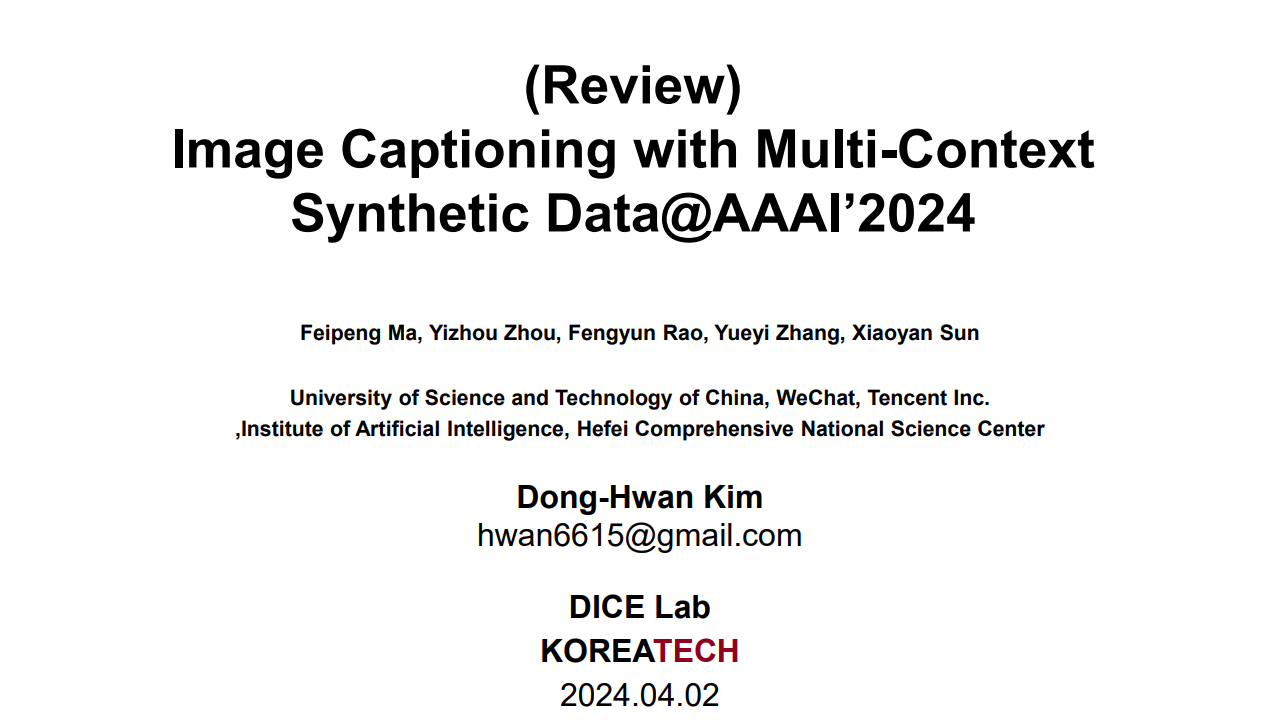 (Review)
Image Captioning with Multi-Context
Synthetic Data@AAAI’2024
Feipeng Ma, Yizhou Zhou, Fengyun Rao, Yueyi Zhang, Xiaoyan Sun
University of Science and Technology of China, WeChat, Tencent Inc.
,Institute of Artificial Intelligence, Hefei Comprehensive National Science Center
Dong-Hwan Kim
hwan6615@gmail.com
DICE Lab
KOREATECH
2024.04.02